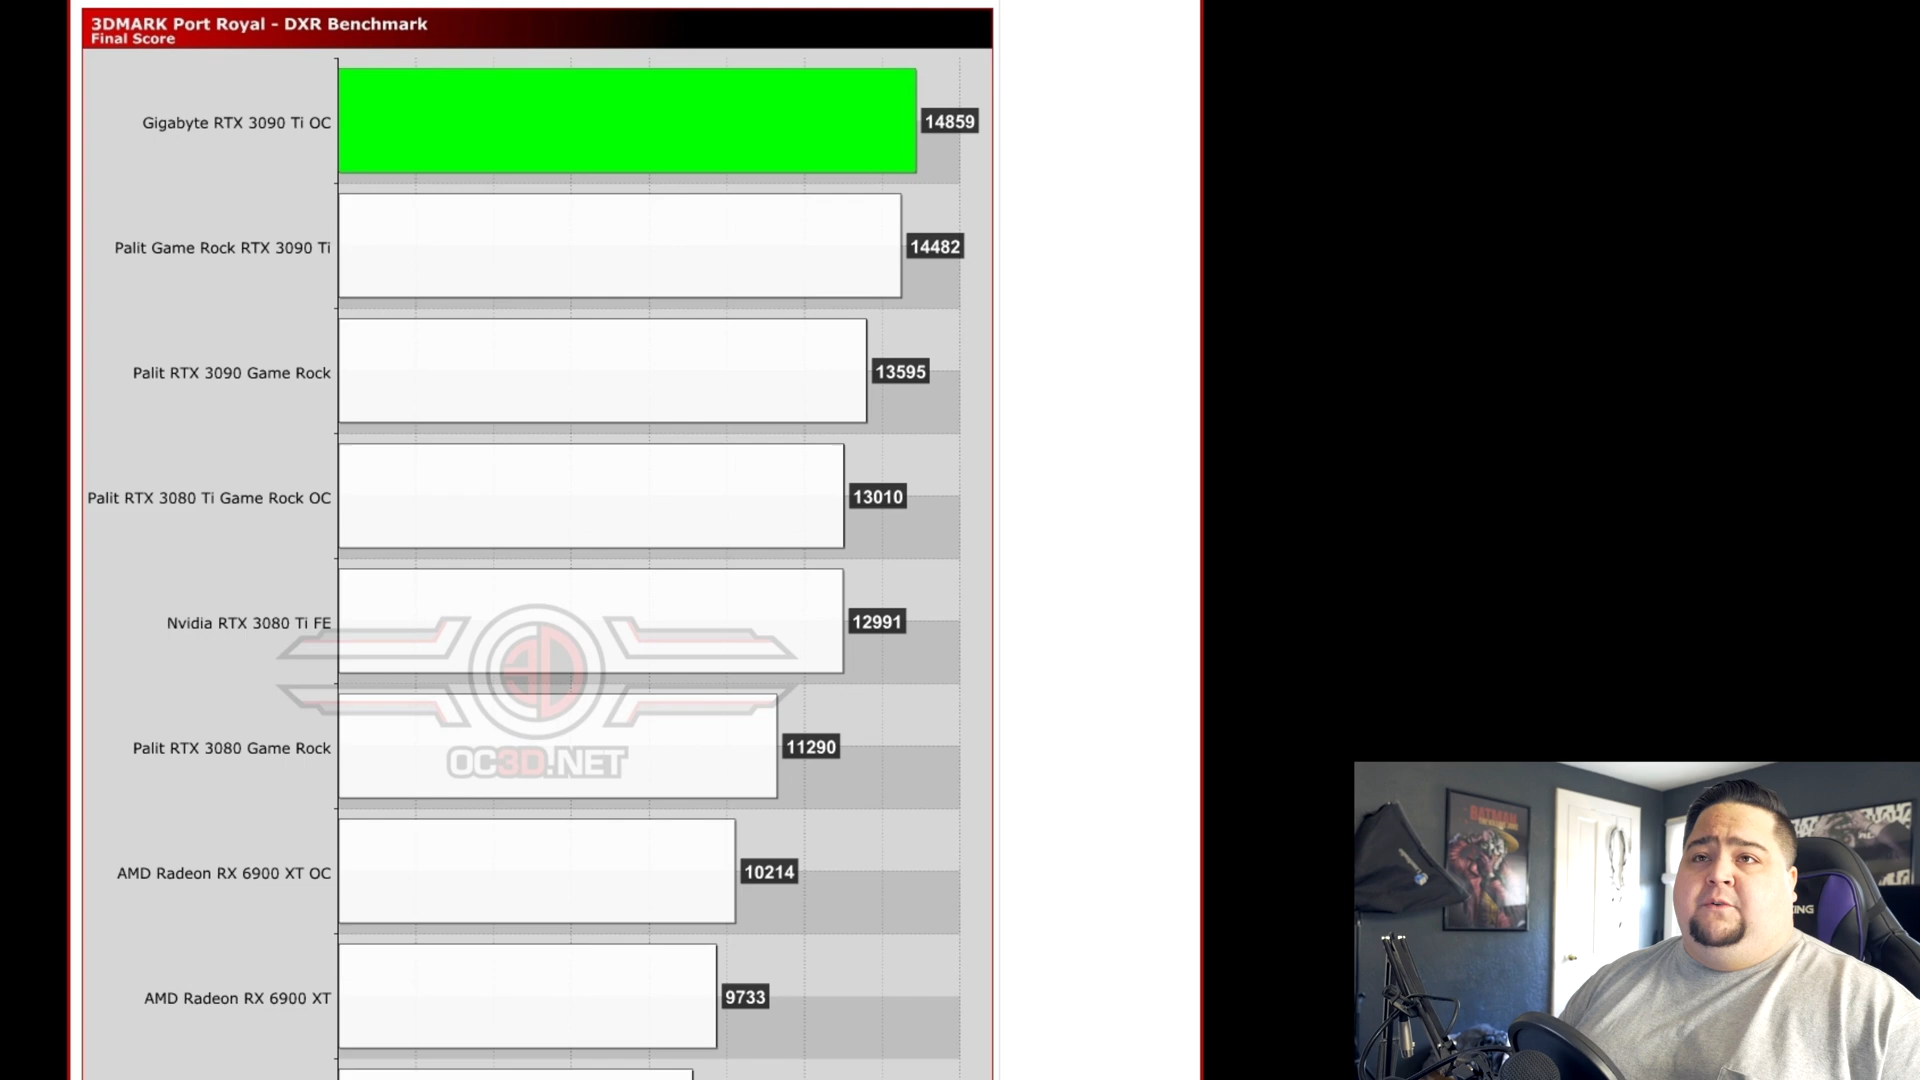 3DMARK Port Royal - DXR Benchmark
Final Score
Gigabyte RTX 3090 Ti OC
14859
Palit Game Rock RTX 3090 Ti
14482
Palit RTX 3090 Game Rock
13595
Palit RTX 3080 Ti Game Rock OC
13010
Nvidia RTX 3080 Ti FE
12991
Palit RTX 3080 Game Rock
11290
OC3D.NET
AMD Radeon RX 6900 XT OC
10214
AMD Radeon RX 6900 XT
9733
BATMAN